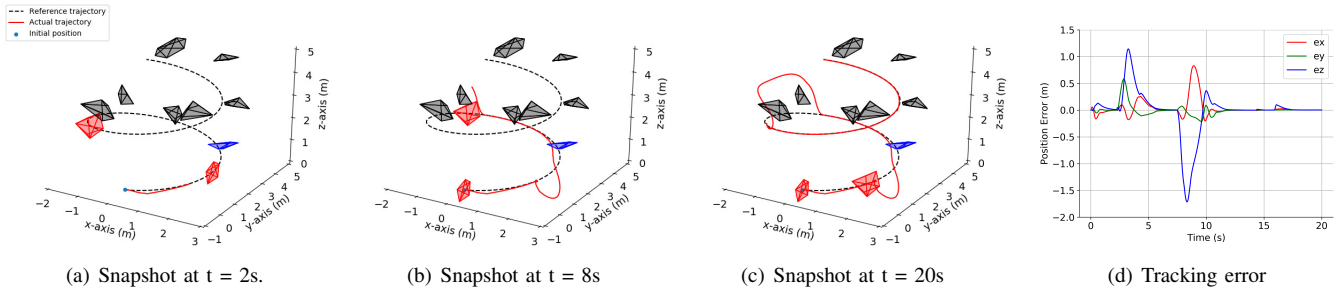 Reference trajectory
Actual trajectory
Initial position
5
4
3
2
1
0
z-axis (m)
−2
−1
0
1
2
3
x-axis (m)
−1
0
1
2
3
4
5
y-axis (m)
(a) Snapshot at t = 2s.
5
4
3
2
1
0
z-axis (m)
−2
−1
0
1
2
3
x-axis (m)
−1
0
1
2
3
4
5
y-axis (m)
(b) Snapshot at t = 8s
5
4
3
2
1
0
z-axis (m)
−2
−1
0
1
2
3
x-axis (m)
−1
0
1
2
3
4
5
y-axis (m)
(c) Snapshot at t = 20s
1.5
1.0
0.5
0.0
−0.5
−1.0
−1.5
−2.0
Position Error (m)
ex
ey
ez
0 5 10 15 20
Time (s)
(d) Tracking error